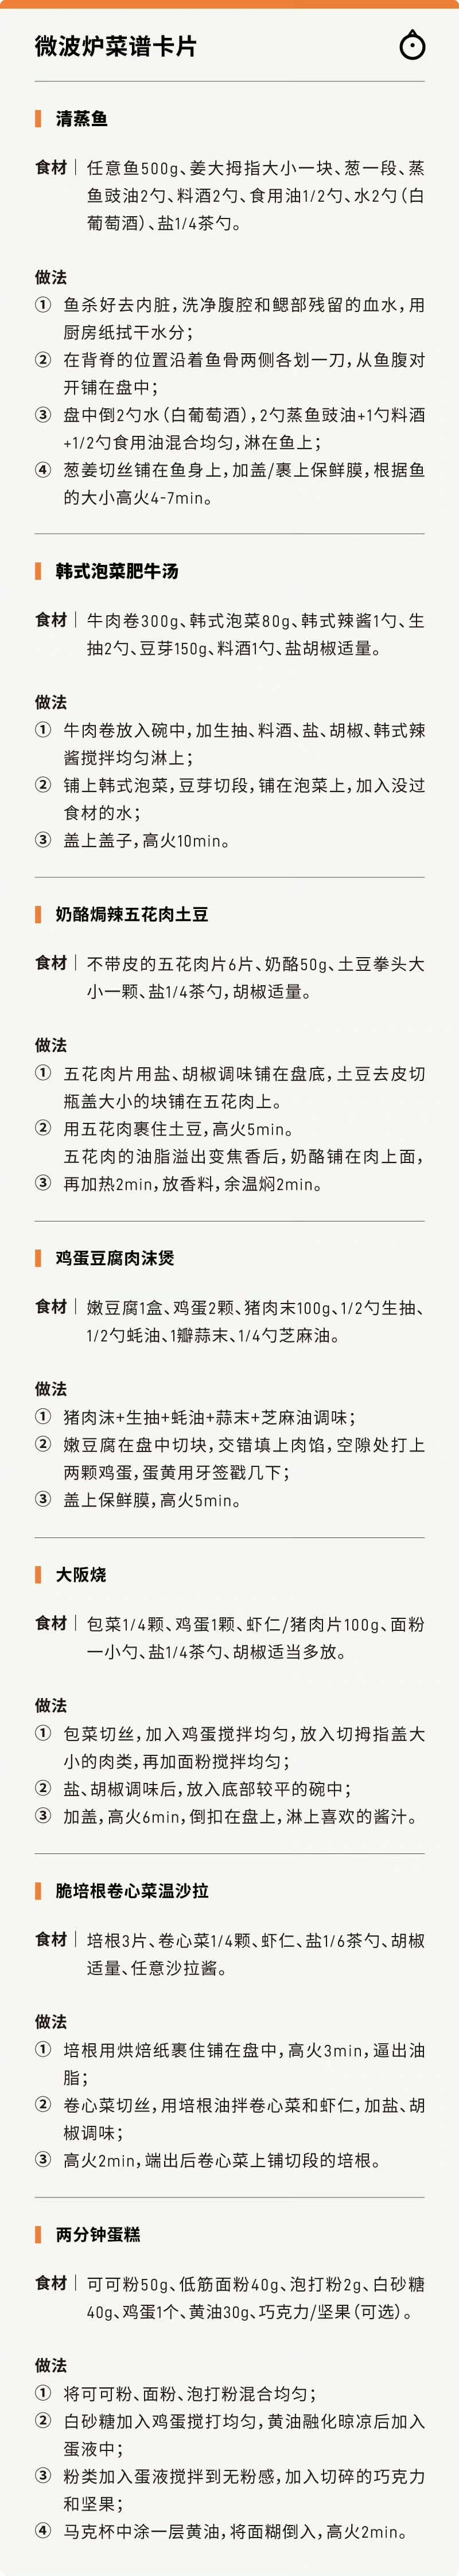 微波炉菜谱卡片
清蒸鱼
食材 任意鱼500g、姜大拇指大小一块、葱一段、蒸
鱼豉油2勺、料酒2勺、食用油1/2勺、水2勺（白
葡萄酒）、盐1/4茶勺。
做法
① 鱼杀好去内脏，洗净腹腔和鳃部残留的血水，用
厨房纸拭干水分；
② 在背脊的位置沿着鱼骨两侧各划一刀，从鱼腹对
开铺在盘中；
③ 盘中倒2勺水（白葡萄酒），2勺蒸鱼豉油+1勺料酒
+1/2勺食用油混合均匀，淋在鱼上；
④ 葱姜切丝铺在鱼身上，加盖/裹上保鲜膜，根据鱼
的大小高火4-7min。
韩式泡菜肥牛汤
食材 牛肉卷300g、韩式泡菜80g、韩式辣酱1勺、生
抽2勺、豆芽150g、料酒1勺、盐胡椒适量。
做法
① 牛肉卷放入碗中，加生抽、料酒、盐、胡椒、韩式辣
酱搅拌均匀淋上；
② 铺上韩式泡菜，豆芽切段，铺在泡菜上，加入没过
食材的水；
③ 盖上盖子，高火10min。
奶酪焗辣五花肉土豆
食材 不带皮的五花肉片6片、奶酪50g、土豆拳头大
小一颗、盐1/4茶勺，胡椒适量。
做法
① 五花肉片用盐、胡椒调味铺在盘底，土豆去皮切
瓶盖大小的块铺在五花肉上。
② 用五花肉裹住土豆，高火5min。
五花肉的油脂溢出变焦香后，奶酪铺在肉上面，
③ 再加热2min，放香料，余温焖2min。
鸡蛋豆腐肉沫煲
食材 嫩豆腐1盒、鸡蛋2颗、猪肉末100g、1/2勺生抽、
1/2勺蚝油、1瓣蒜末、1/4勺芝麻油。
做法
① 猪肉沫+生抽+蚝油+蒜末+芝麻油调味；
② 嫩豆腐在盘中切块，交错填上肉馅，空隙处打上
两颗鸡蛋，蛋黄用牙签戳几下；
③ 盖上保鲜膜，高火5min。
大阪烧
食材 包菜1/4颗、鸡蛋1颗、虾仁/猪肉片100g、面粉
一小勺、盐1/4茶勺、胡椒适当多放。
做法
① 包菜切丝，加入鸡蛋搅拌均匀，放入切拇指盖大
小的肉类，再加面粉搅拌均匀；
② 盐、胡椒调味后，放入底部较平的碗中；
③ 加盖，高火6min，倒扣在盘上，淋上喜欢的酱汁。
脆培根卷心菜温沙拉
食材 培根3片、卷心菜1/4颗、虾仁、盐1/6茶勺、胡椒
适量、任意沙拉酱。
做法
① 培根用烘焙纸裹住铺在盘中，高火3min，逼出油
脂；
② 卷心菜切丝，用培根油拌卷心菜和虾仁，加盐、胡
椒调味；
③ 高火2min，端出后卷心菜上铺切段的培根。
两分钟蛋糕
食材 可可粉50g、低筋面粉40g、泡打粉2g、白砂糖
40g、鸡蛋1个、黄油30g、巧克力/坚果（可选）。
做法
① 将可可粉、面粉、泡打粉混合均匀；
② 白砂糖加入鸡蛋搅打均匀，黄油融化晾凉后加入
蛋液中；
③ 粉类加入蛋液搅拌到无粉感，加入切碎的巧克力
和坚果；
④ 马克杯中涂一层黄油，将面糊倒入，高火2min。